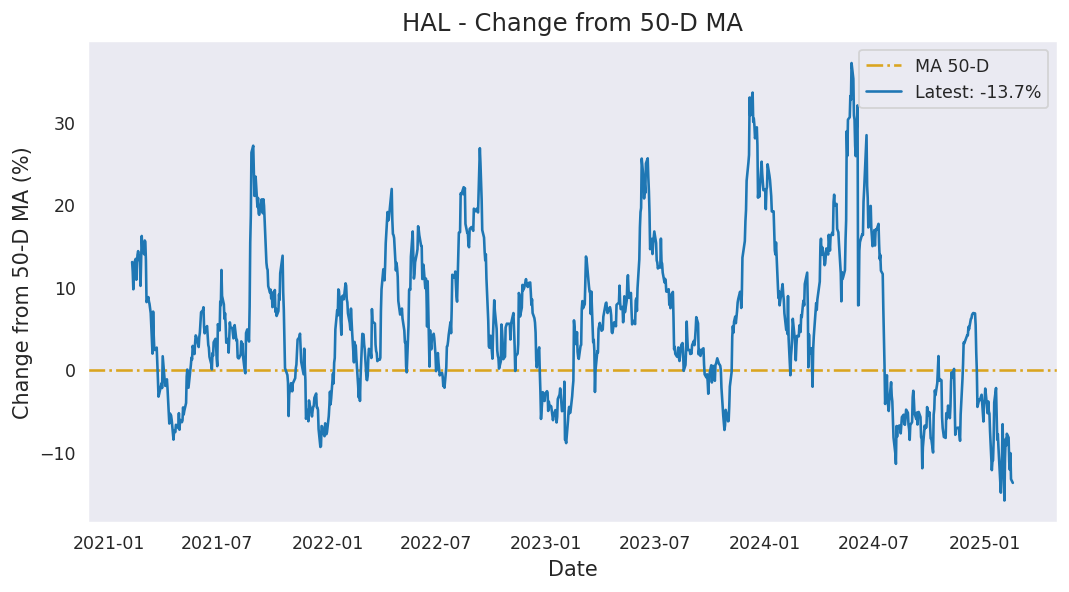 HAL - Change from 50-D MA
MA 50-D
Latest: -13.7%
Change from 50-D MA (%)
30
20
10
0
−10
2021-01 2021-07 2022-01 2022-07 2023-01 2023-07 2024-01 2024-07 2025-01
Date